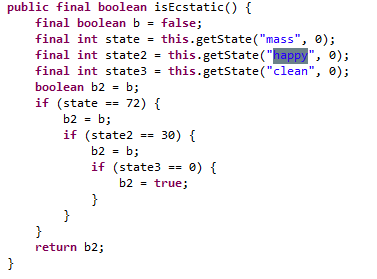 public final boolean isEcstatic() {
    final boolean b = false;
    final int state = this.getState("mass", 0);
    final int state2 = this.getState("happy", 0);
    final int state3 = this.getState("clean", 0);
    boolean b2 = b;
    if (state == 72) {
        b2 = b;
        if (state2 == 30) {
            b2 = b;
            if (state3 == 0) {
                b2 = true;
            }
        }
    }
    return b2;
}